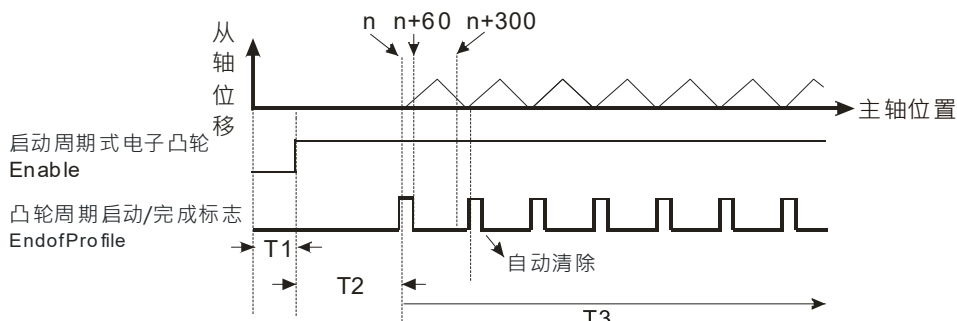 n n+60 n+300
从轴位移
主轴位置
启动周期式电子凸轮
Enable
凸轮周期启动/完成标志
EndofProfile
自动清除
T1
T2
T3